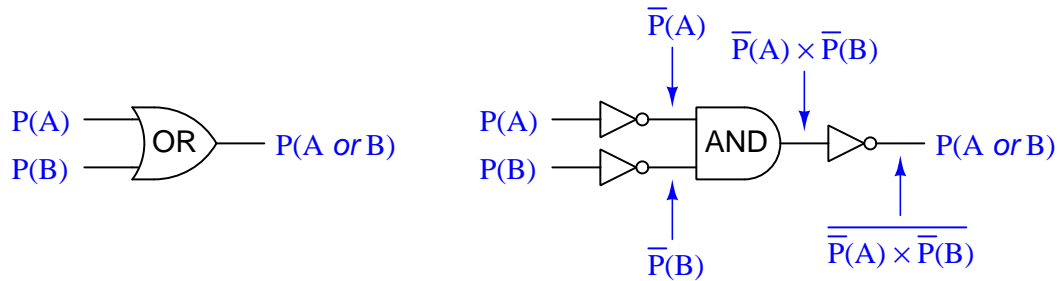 P(A)
P(B)
OR
P(A or B)
P̅(A)
P̅(A) × P̅(B)
P(A)
P(B)
AND
P(A or B)
P̅(B)
P̅(A) × P̅(B)